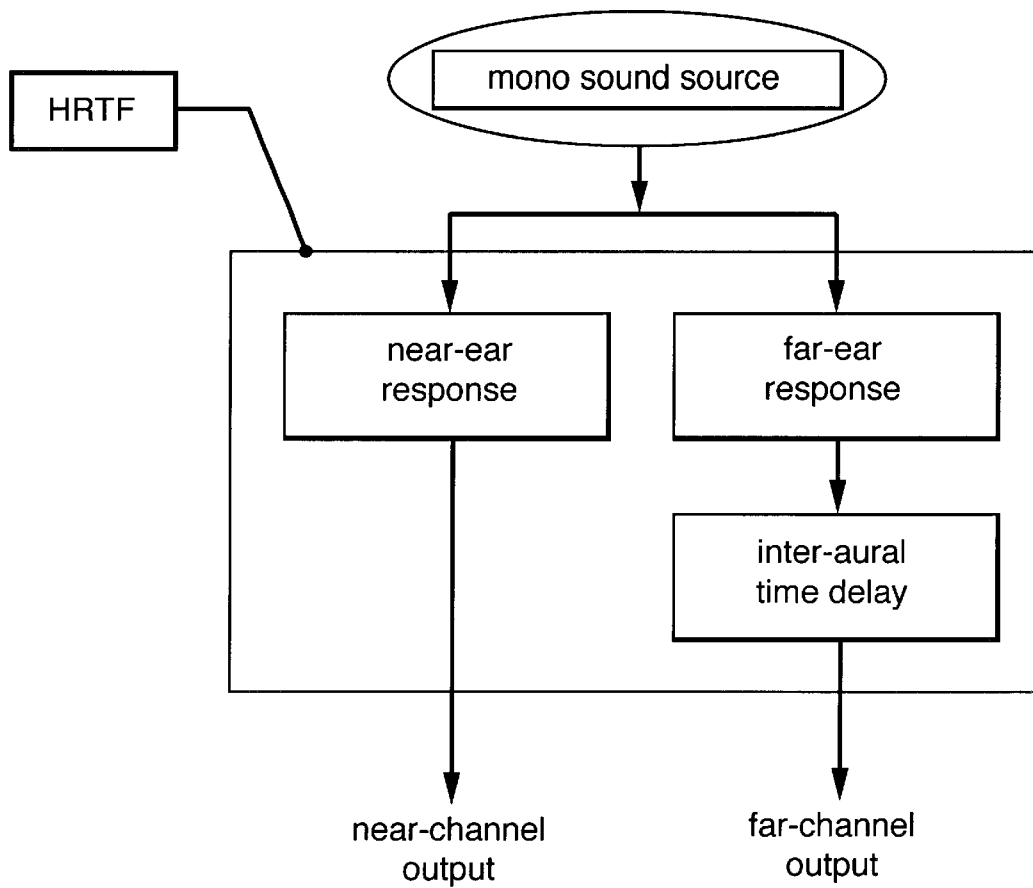 mono sound source
HRTF
near-ear
response
far-ear
response
inter-aural
time delay
near-channel
output
far-channel
output